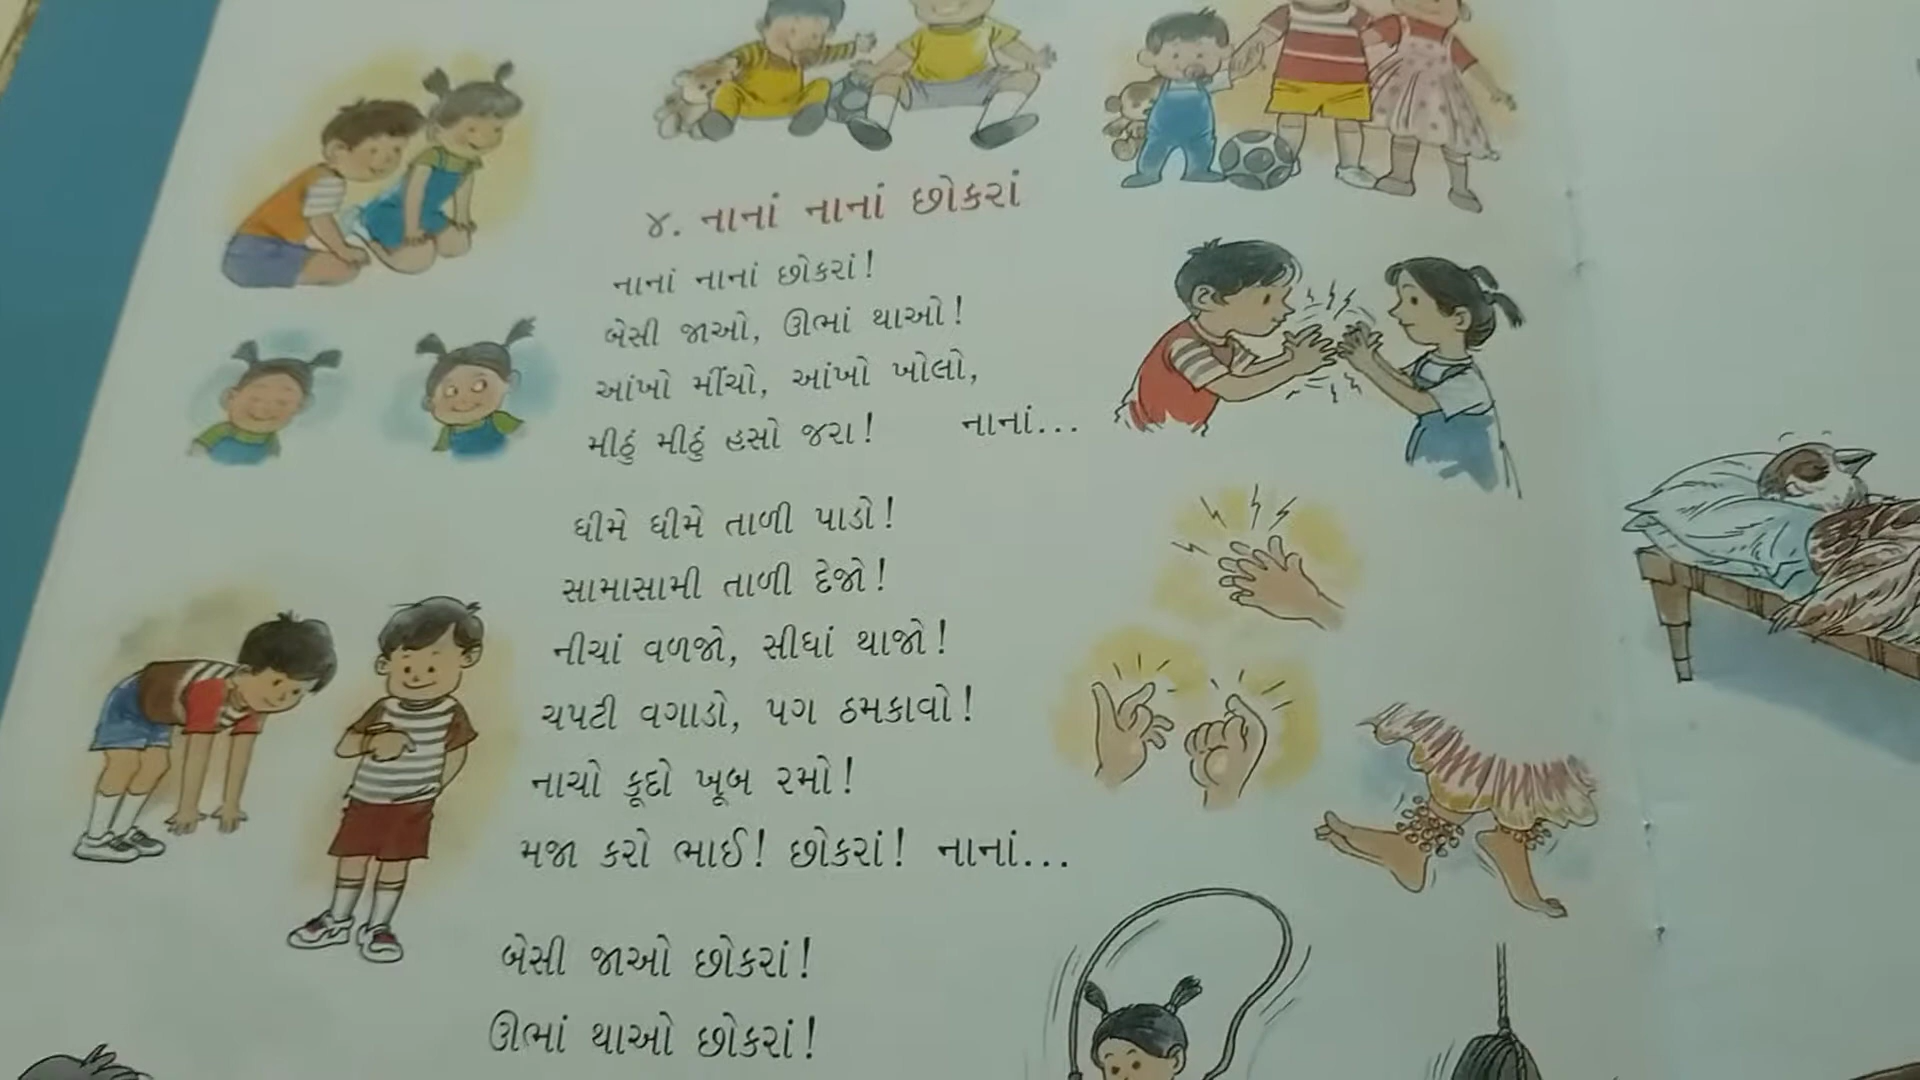 ૪. નાનાં નાનાં છોકરાં
નાનાં નાનાં છોકરાં!
બેસી જાઓ, ઊભાં થાઓ!
આંખો મીંચો, આંખો ખોલો,
મીઠું મીઠું હસો જરા! નાનાં...
ધીમે ધીમે તાળી પાડો!
સામાસામી તાળી દેજો!
નીચાં વળજો, સીધાં થાજો!
ચપટી વગાડો, પગ ઠમકાવો!
નાચો કૂદો ખૂબ રમો!
મજા કરો ભાઈ! છોકરાં! નાનાં...
બેસી જાઓ છોકરાં!
ઊભાં થાઓ છોકરાં!